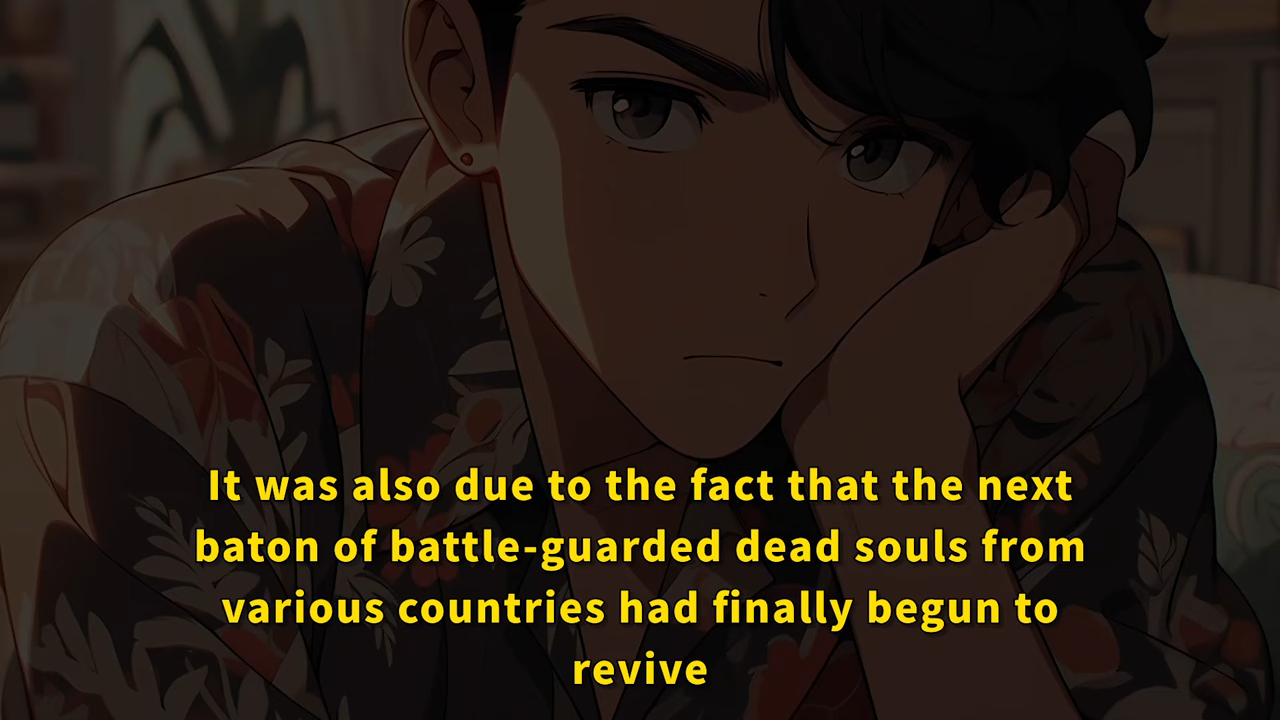 It was also due to the fact that the next
baton of battle-guarded dead souls from
various countries had finally begun to
revive